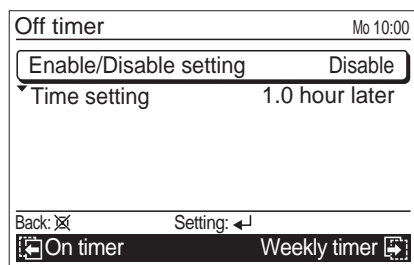 Off timer Mo 10:00
Enable/Disable setting Disable
Time setting 1.0 hour later
Back: Setting:
On timer Weekly timer